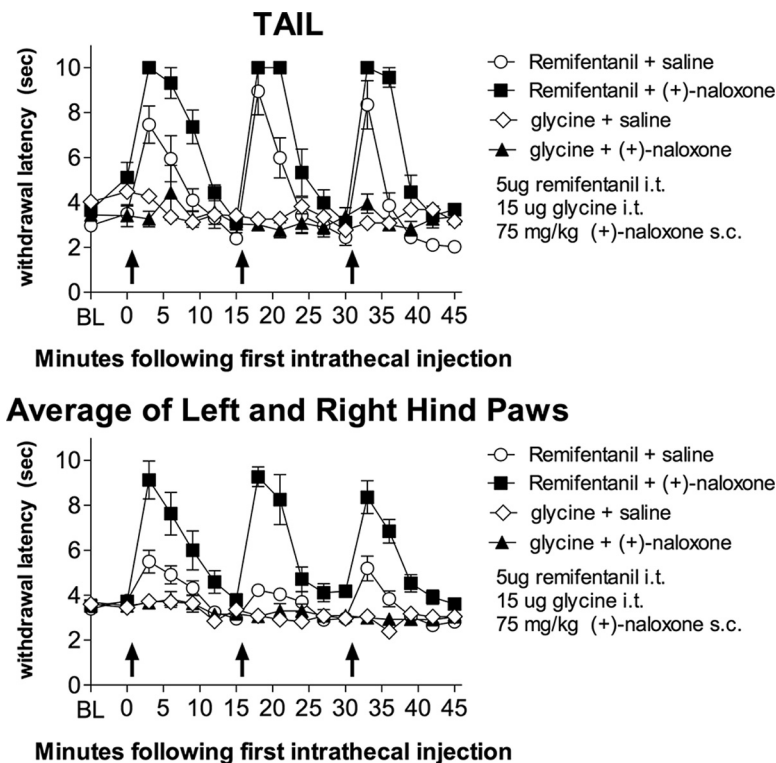 TAIL
withdrawal latency (sec)
10
8
6
4
2
0
BL 0 5 10 15 20 25 30 35 40 45
Minutes following first intrathecal injection
Remifentanil + saline
Remifentanil + (+)-naloxone
glycine + saline
glycine + (+)-naloxone
5ug remifentanil i.t.
15 ug glycine i.t.
75 mg/kg (+)-naloxone s.c.
Average of Left and Right Hind Paws
withdrawal latency (sec)
10
8
6
4
2
0
BL 0 5 10 15 20 25 30 35 40 45
Minutes following first intrathecal injection
Remifentanil + saline
Remifentanil + (+)-naloxone
glycine + saline
glycine + (+)-naloxone
5ug remifentanil i.t.
15 ug glycine i.t.
75 mg/kg (+)-naloxone s.c.